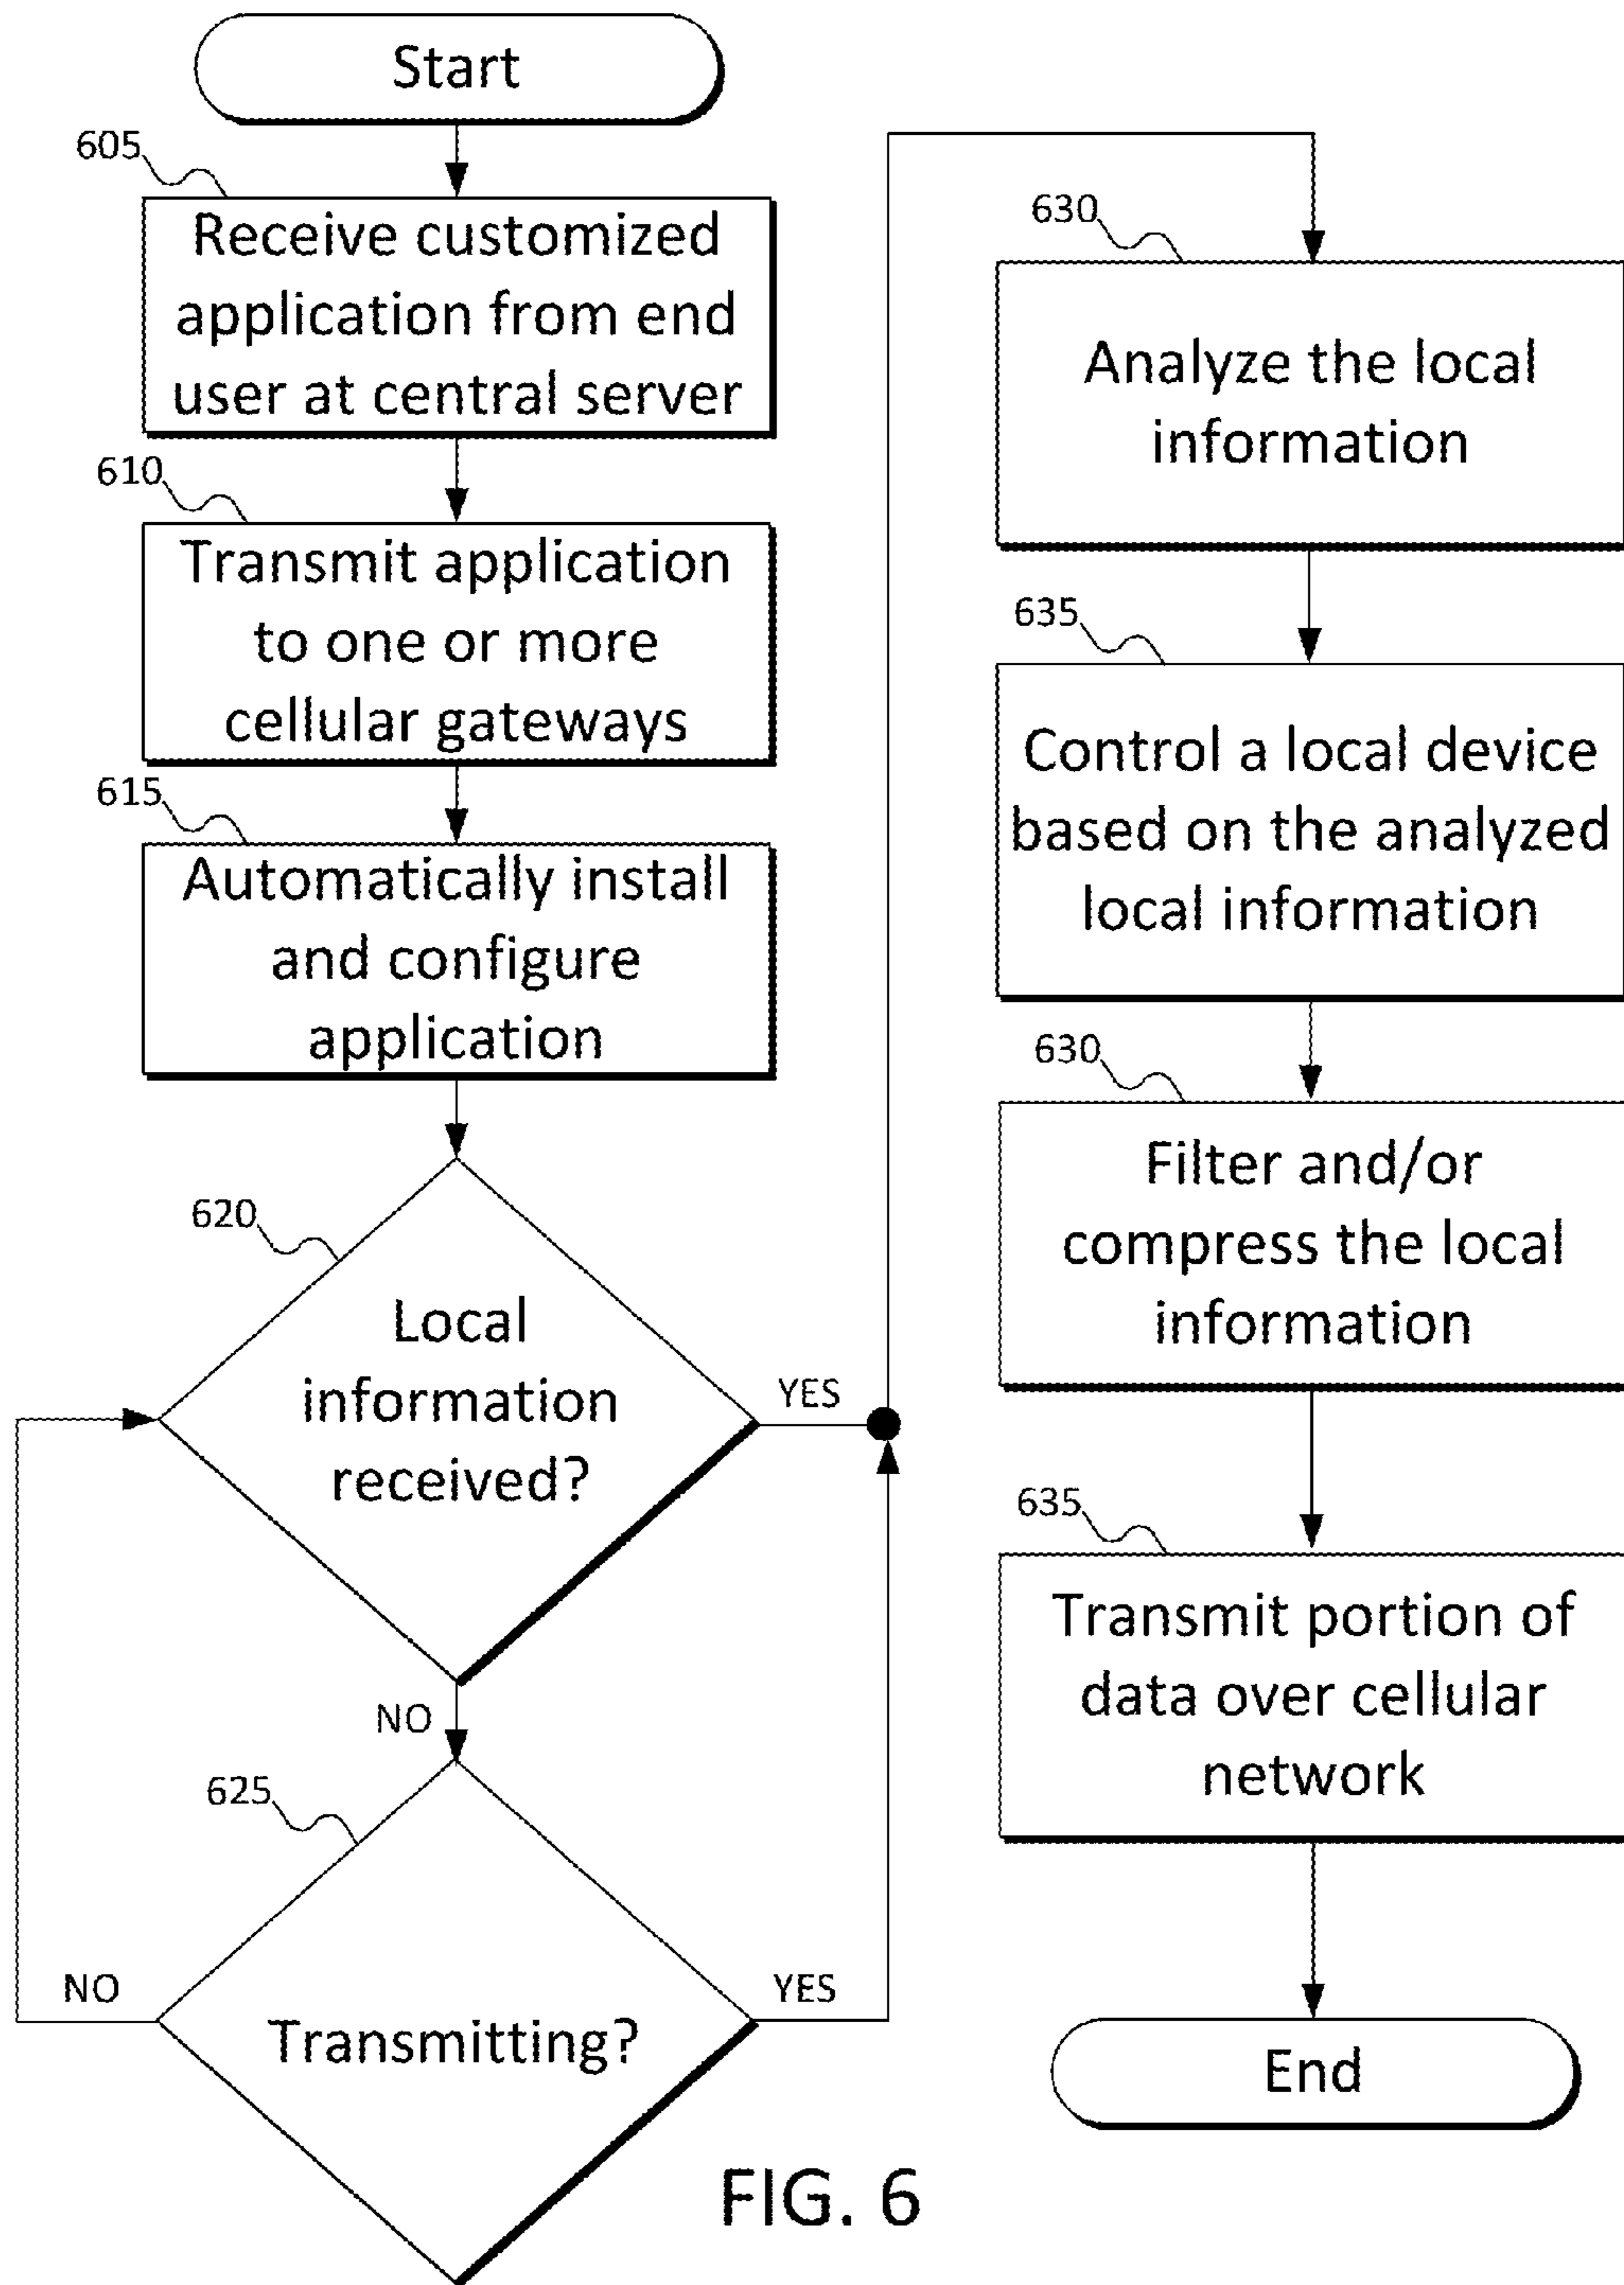 Start
605
Receive customized
application from end
user at central server
610
Transmit application
to one or more
cellular gateways
615
Automatically install
and configure
application
620
Local
information
received?
YES
NO
625
Transmitting?
NO
YES
630
Analyze the local
information
635
Control a local device
based on the analyzed
local information
630
Filter and/or
compress the local
information
635
Transmit portion of
data over cellular
network
End
FIG. 6